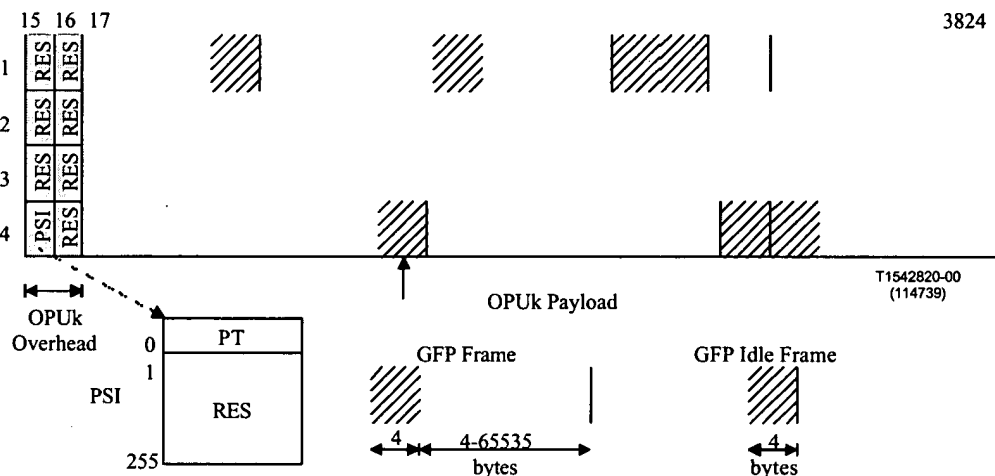 15 16 17 3824
1 RES RES
2 RES RES
3 RES RES
4 PSI RES
T1542820-00
(114739)
OPUk Payload
OPUk
Overhead
0 PT
GFP Frame GFP Idle Frame
1
PSI
RES
4 4-65535 4
255
bytes bytes